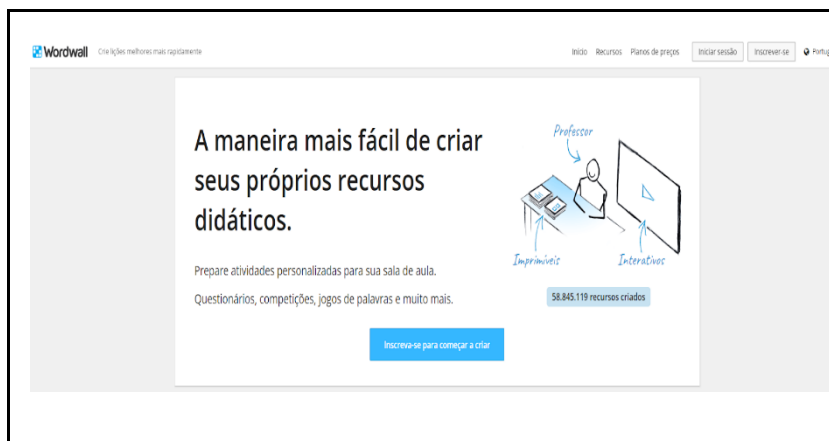 Wordwall Crie lições melhores mais rapidamente Início Recursos Planos de preços Iniciar sessão Inscrever-se
A maneira mais fácil de criar
seus próprios recursos
didáticos.
Prepare atividades personalizadas para sua sala de aula.
Questionários, competições, jogos de palavras e muito mais.
Inscreva-se para começar a criar
Professor
Imprimíveis
Interativos
58.845.119 recursos criados